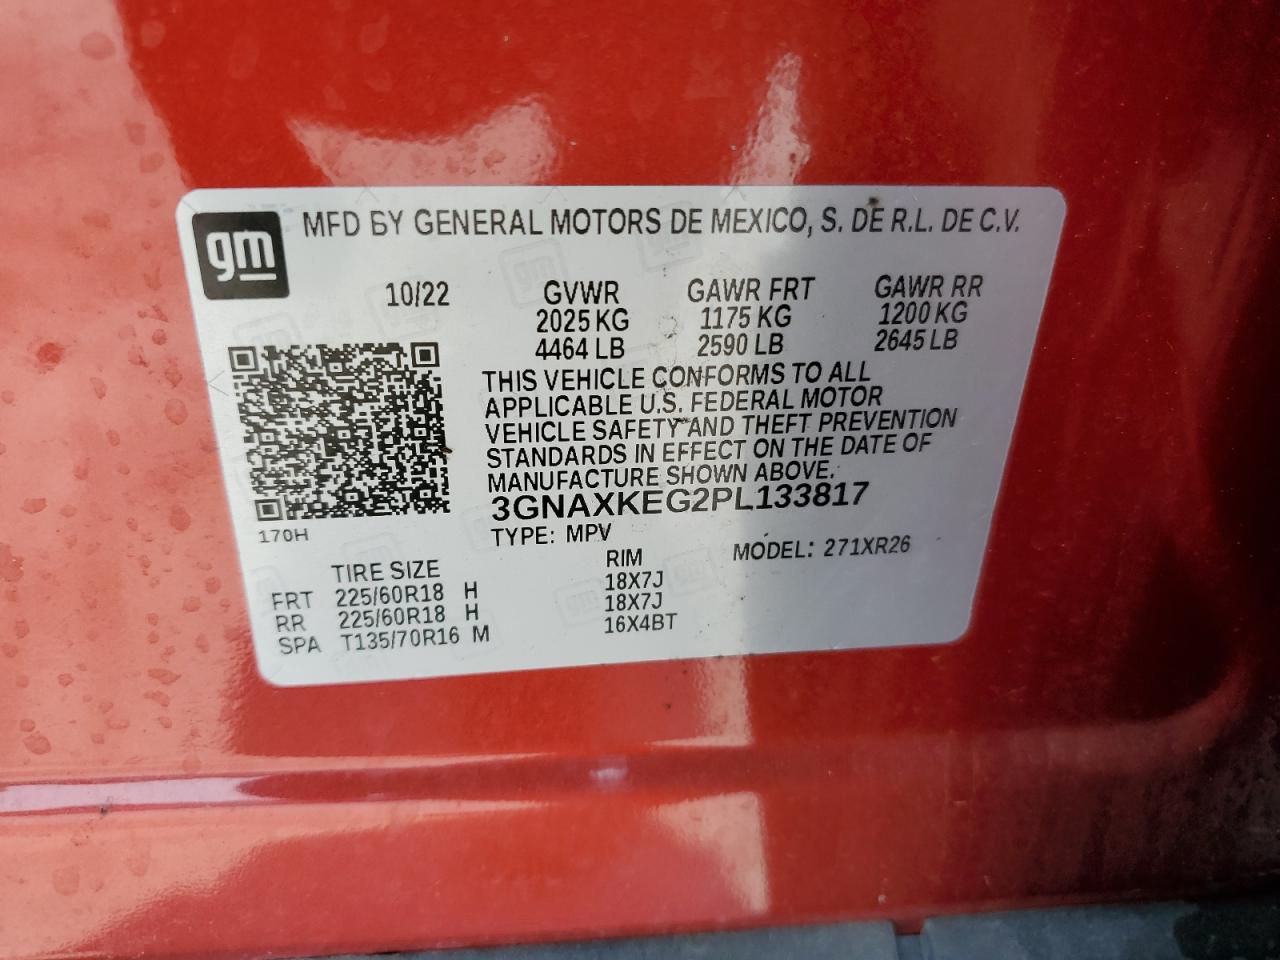 gm
MFD BY GENERAL MOTORS DE MEXICO, S. DE R.L. DE C.V.
10/22 GVWR GAWR FRT GAWR RR
2025 KG 1175 KG 1200 KG
4464 LB 2590 LB 2645 LB
THIS VEHICLE CONFORMS TO ALL
APPLICABLE U.S. FEDERAL MOTOR
VEHICLE SAFETY AND THEFT PREVENTION
STANDARDS IN EFFECT ON THE DATE OF
MANUFACTURE SHOWN ABOVE.
3GNAXKEG2PL133817
170H
TYPE: MPV MODEL: 271XR26
TIRE SIZE RIM
FRT 225/60R18 H 18X7J
RR 225/60R18 H 18X7J
SPA T135/70R16 M 16X4BT